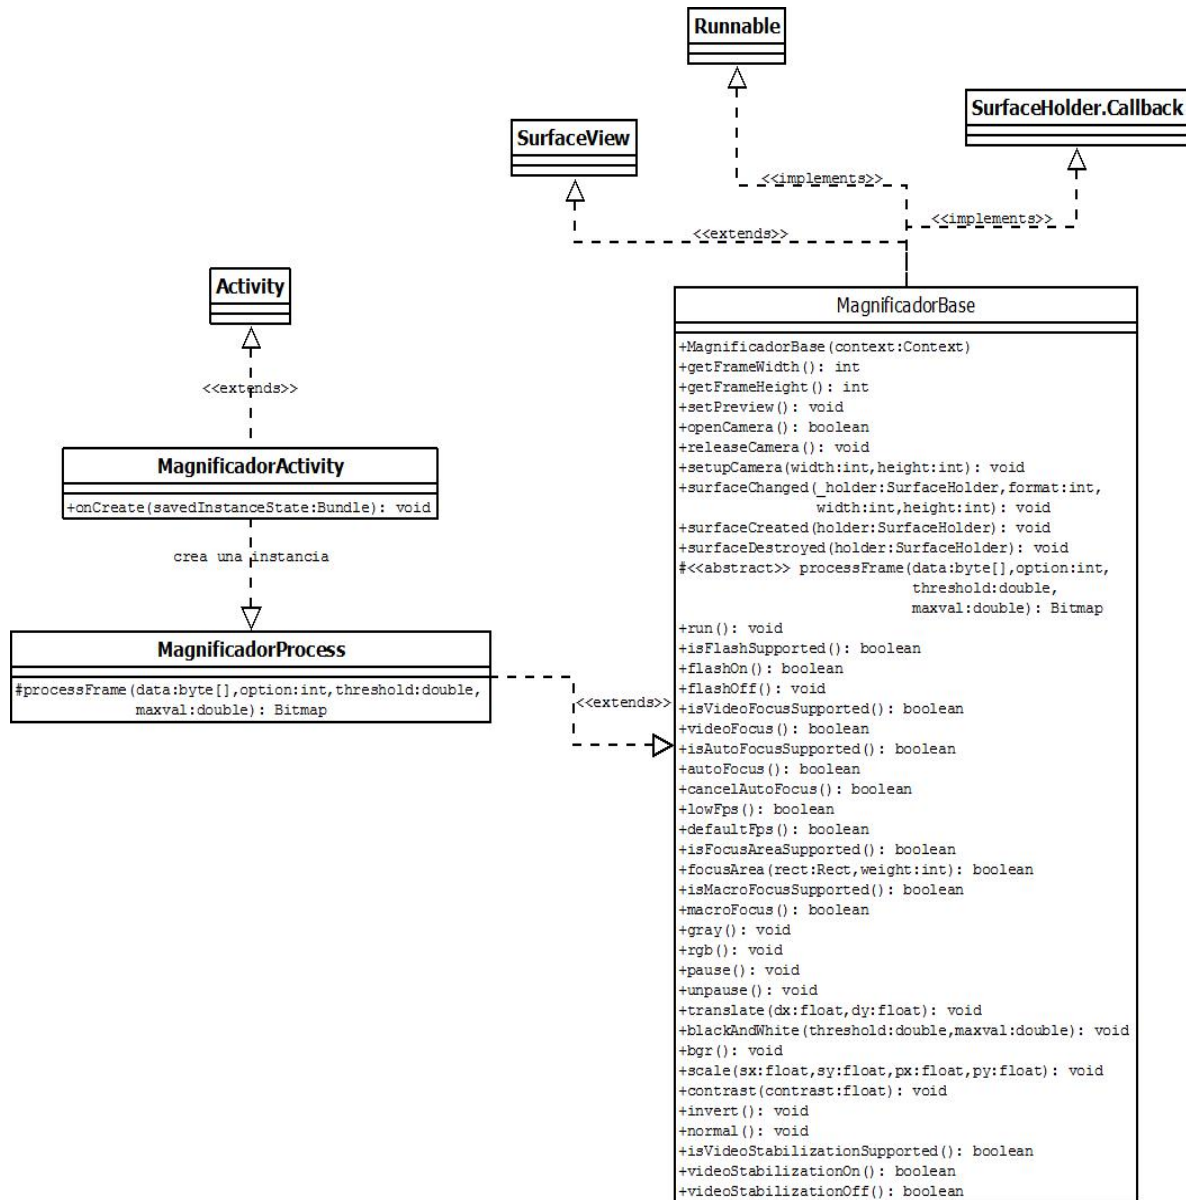 Runnable
SurfaceHolder.Callback
SurfaceView
<<implements>>
<<implements>>
<<extends>>
Activity
<<extends>>
MagnificadorActivity
+onCreate(savedInstanceState:Bundle): void
crea una instancia
MagnificadorProcess
#processFrame(data:byte[],option:int,threshold:double,
maxval:double): Bitmap
<<extends>>
MagnificadorBase
+MagnificadorBase(context:Context)
+getFrameWidth(): int
+getFrameHeight(): int
+setPreview(): void
+openCamera(): boolean
+releaseCamera(): void
+setupCamera(width:int,height:int): void
+surfaceChanged(_holder:SurfaceHolder,format:int,
width:int,height:int): void
+surfaceCreated(holder:SurfaceHolder): void
+surfaceDestroyed(holder:SurfaceHolder): void
#<<abstract>> processFrame(data:byte[],option:int,
threshold:double,
maxval:double): Bitmap
+run(): void
+isFlashSupported(): boolean
+flashOn(): boolean
+flashOff(): void
+isVideoFocusSupported(): boolean
+videoFocus(): boolean
+isAutoFocusSupported(): boolean
+autoFocus(): boolean
+cancelAutoFocus(): boolean
+lowFps(): boolean
+defaultFps(): boolean
+isFocusAreaSupported(): boolean
+focusArea(rect:Rect,weight:int): boolean
+isMacroFocusSupported(): boolean
+macroFocus(): boolean
+gray(): void
+rgb(): void
+pause(): void
+unpause(): void
+translate(dx:float,dy:float): void
+blackAndWhite(threshold:double,maxval:double): void
+bgr(): void
+scale(sx:float,sy:float,px:float,py:float): void
+contrast(contrast:float): void
+invert(): void
+normal(): void
+isVideoStabilizationSupported(): boolean
+videoStabilizationOn(): boolean
+videoStabilizationOff(): boolean